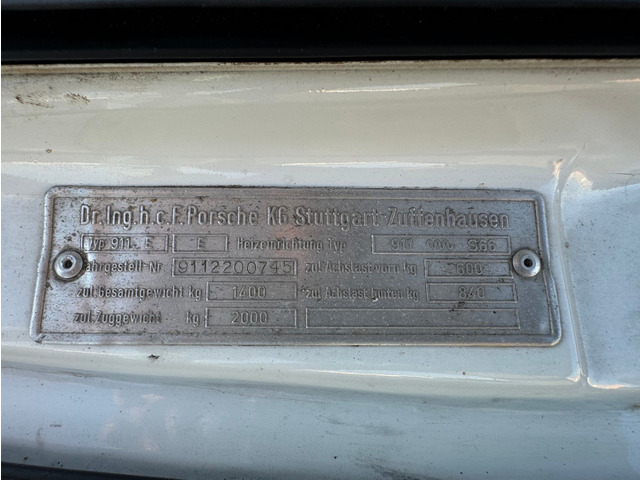 Dr. Ing. h. c. F. Porsche KG Stuttgart-Zuffenhausen
Typ 911 E E Heizeinrichtung Typ 911 S66
Fahrgestell-Nr 9112200745 zul. Achslast vorn kg 600
zul. Gesamtgewicht kg 1400 zul. Achslast hinten kg 840
zul. Zuggewicht kg 2000